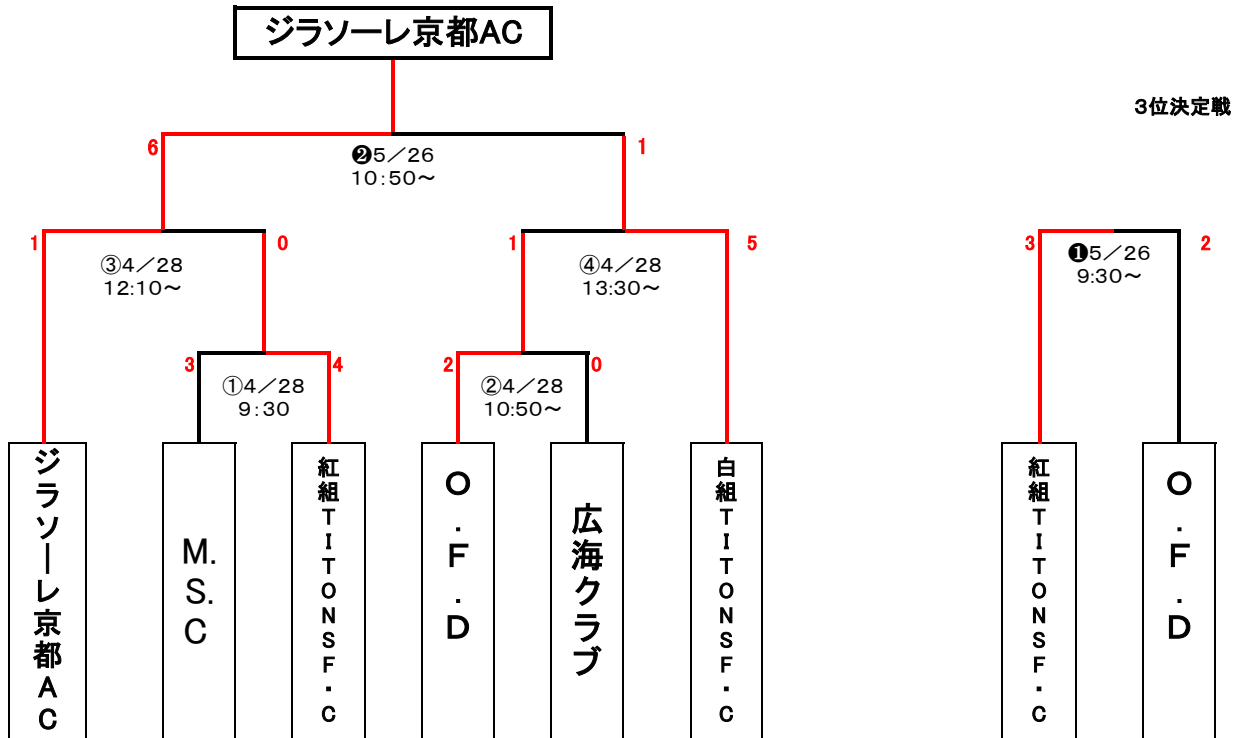 ジラソーレ京都AC
3位決定戦
6
❷5／26
10：50～
1
1
③4／28
12:10～
0
1
④4／28
13:30～
5
3
❶5／26
9:30～
2
3
①4／28
9：30
4
2
②4／28
10:50～
0
ジラソーレ京都AC
M.
S.
C
紅組TITONSF・C
O.F.D
広海クラブ
白組TITONSF・C
紅組TITONSF・C
O.F.D